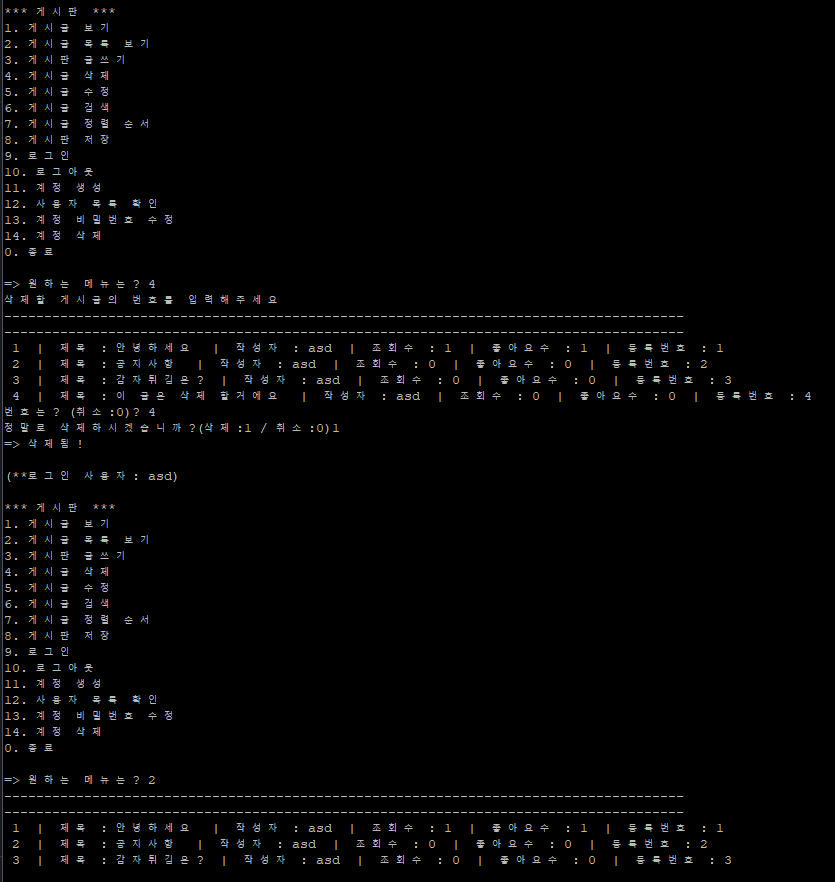 *** 게시판 ***
1. 게시글 보기
2. 게시글 목록 보기
3. 게시판 글쓰기
4. 게시글 삭제
5. 게시글 수정
6. 게시글 검색
7. 게시글 정렬 순서
8. 게시판 저장
9. 로그인
10. 로그아웃
11. 계정 생성
12. 사용자 목록 확인
13. 계정 비밀번호 수정
14. 계정 삭제
0. 종료
=> 원하는 메뉴는? 4
삭제할 게시글의 번호를 입력해주세요
-------------------------------------------------------------------------------------
-------------------------------------------------------------------------------------
1 | 제목 :안녕하세요 | 작성자 : asd | 조회수 :1 | 좋아요수 :1 |등록번호 : 1
2 | 제목 :공지사항 | 작성자 : asd | 조회수 :0 | 좋아요수 :0 | 등록번호 : 2
3 | 제목 :감자튀김은? | 작성자 : asd | 조회수 :0 | 좋아요수 :0 | 등록번호 : 3
4 | 제목 :이 글은 삭제 할거에요 | 작성자 : asd | 조회수 :0 | 좋아요수 :0 | 등록번호 : 4
번호는? (취소:0)? 4
정말로 삭제하시겠습니까?(삭제:1 / 취소:0)1
=> 삭제됨!
(**로그인 사용자: asd)
*** 게시판 ***
1. 게시글 보기
2. 게시글 목록 보기
3. 게시판 글쓰기
4. 게시글 삭제
5. 게시글 수정
6. 게시글 검색
7. 게시글 정렬 순서
8. 게시판 저장
9. 로그인
10. 로그아웃
11. 계정 생성
12. 사용자 목록 확인
13. 계정 비밀번호 수정
14. 계정 삭제
0. 종료
=> 원하는 메뉴는? 2
-------------------------------------------------------------------------------------
-------------------------------------------------------------------------------------
1 | 제목 :안녕하세요 | 작성자 : asd | 조회수 :1 | 좋아요수 :1 | 등록번호 : 1
2 | 제목 :공지사항 | 작성자 : asd | 조회수 :0 | 좋아요수 :0 | 등록번호 : 2
3 | 제목 :감자튀김은? | 작성자 : asd | 조회수 :0 | 좋아요수 :0 | 등록번호 : 3